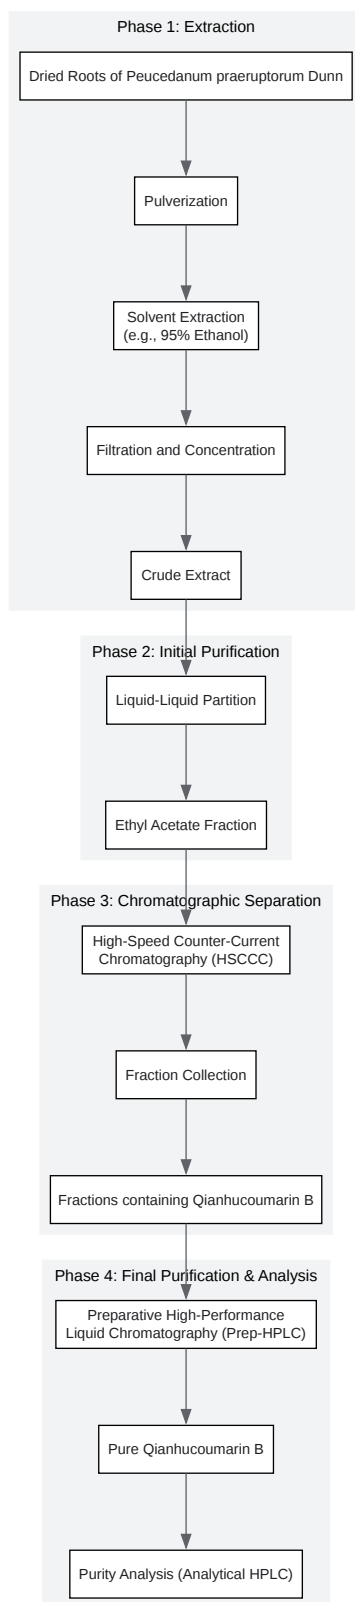 Phase 1: Extraction
Dried Roots of Peucedanum praeruptorum Dunn
Pulverization
Solvent Extraction
(e.g., 95% Ethanol)
Filtration and Concentration
Crude Extract
Phase 2: Initial Purification
Liquid-Liquid Partition
Ethyl Acetate Fraction
Phase 3: Chromatographic Separation
High-Speed Counter-Current
Chromatography (HSCCC)
Fraction Collection
Fractions containing Qianhucoumarin B
Phase 4: Final Purification & Analysis
Preparative High-Performance
Liquid Chromatography (Prep-HPLC)
Pure Qianhucoumarin B
Purity Analysis (Analytical HPLC)